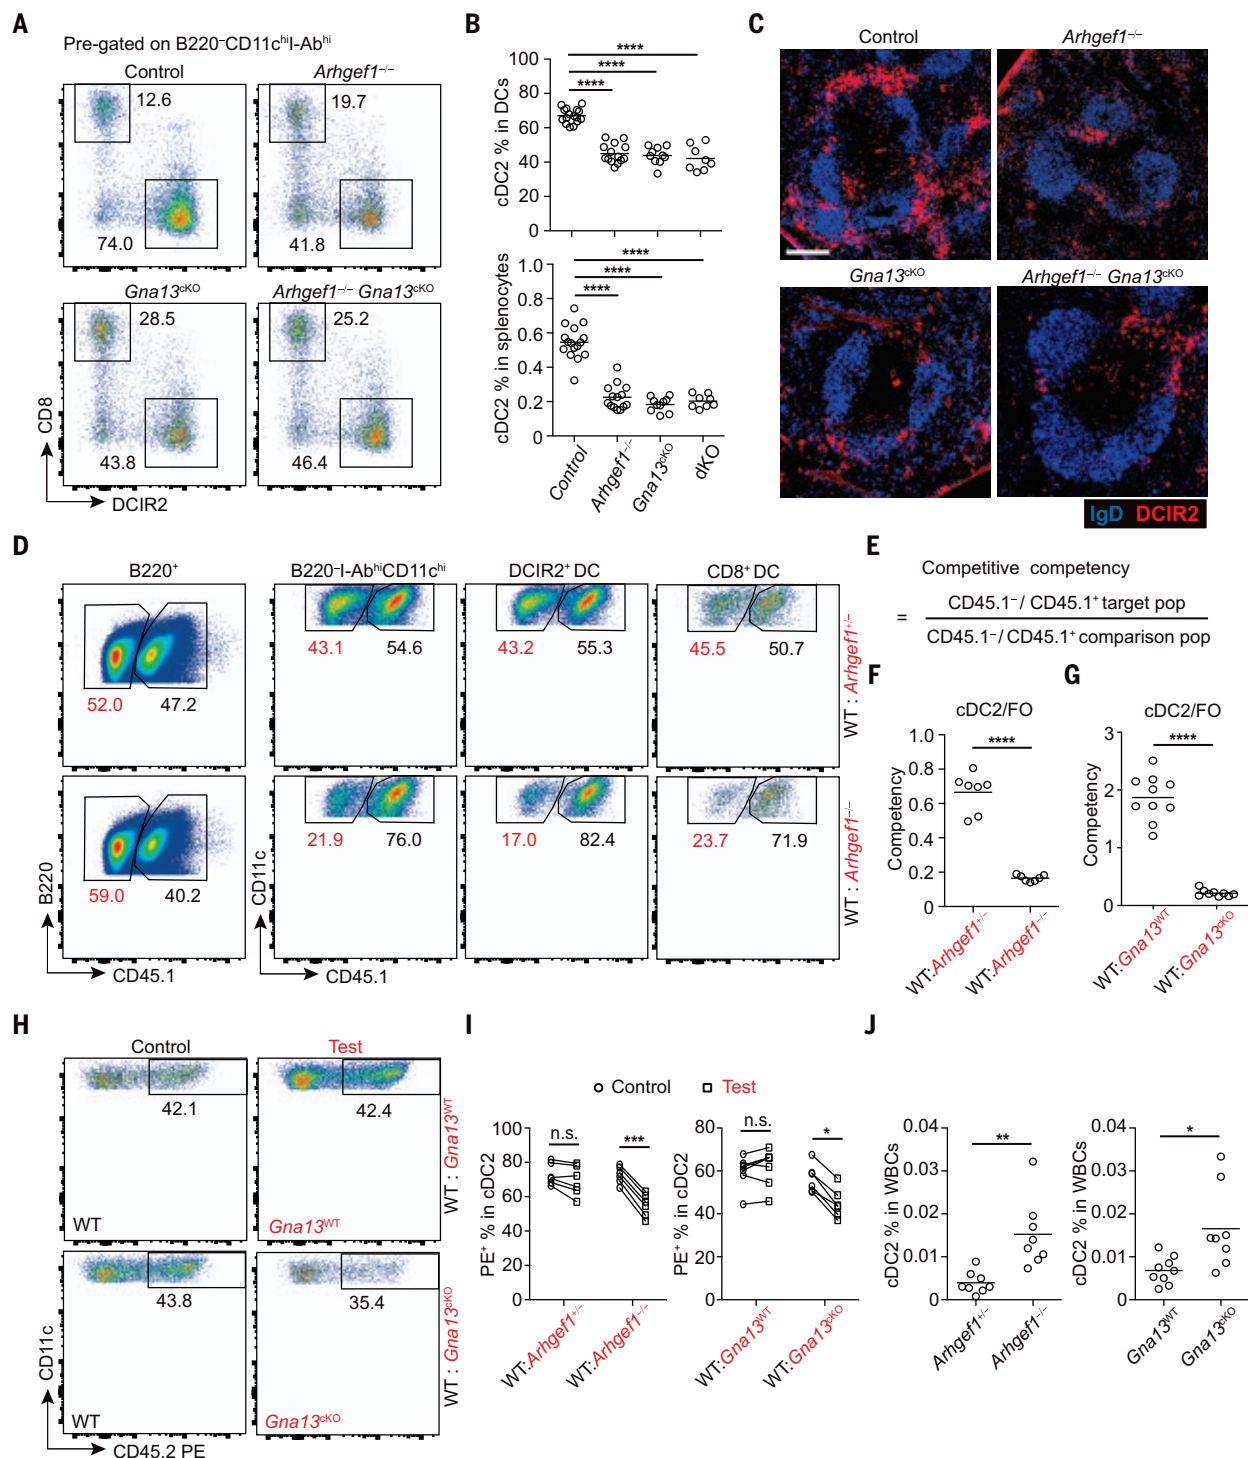 A
Pre-gated on B220⁻CD11cʰⁱI-Abʰⁱ
Control
Arhgef1⁻/⁻
12.6
19.7
74.0
41.8
Gna13ᶜᴷᴼ
Arhgef1⁻/⁻ Gna13ᶜᴷᴼ
28.5
25.2
43.8
46.4
CD8
DCIR2
B
cDC2 % in DCs
100
80
60
40
20
0
****
****
****
cDC2 % in splenocytes
1.0
0.8
0.6
0.4
0.2
0
****
****
****
Control
Arhgef1⁻/⁻
Gna13ᶜᴷᴼ
dKO
C
Control
Arhgef1⁻/⁻
Gna13ᶜᴷᴼ
Arhgef1⁻/⁻ Gna13ᶜᴷᴼ
IgD DCIR2
D
B220⁺
B220⁻I-AbʰⁱCD11cʰⁱ
DCIR2⁺ DC
CD8⁺ DC
52.0
47.2
43.1
54.6
43.2
55.3
45.5
50.7
WT : Arhgef1⁺/⁻
59.0
40.2
21.9
76.0
17.0
82.4
23.7
71.9
WT : Arhgef1⁻/⁻
B220
CD45.1
CD11c
CD45.1
E
Competitive competency
=
CD45.1⁻/ CD45.1⁺ target pop
CD45.1⁻/ CD45.1⁺ comparison pop
F
cDC2/FO
****
Competency
1.0
0.8
0.6
0.4
0.2
0
WT:Arhgef1⁺/⁻
WT:Arhgef1⁻/⁻
G
cDC2/FO
****
Competency
3
2
1
0
WT:Gna13ᵂᵀ
WT:Gna13ᶜᴷᴼ
H
Control
Test
42.1
42.4
WT
Gna13ᵂᵀ
WT : Gna13ᵂᵀ
43.8
35.4
WT
Gna13ᶜᴷᴼ
WT : Gna13ᶜᴷᴼ
CD11c
CD45.2 PE
I
Control
Test
PE⁺ % in cDC2
100
80
60
40
20
0
n.s.
***
WT:Arhgef1⁺/⁻
WT:Arhgef1⁻/⁻
PE⁺ % in cDC2
80
60
40
20
0
n.s.
*
WT:Gna13ᵂᵀ
WT:Gna13ᶜᴷᴼ
J
cDC2 % in WBCs
0.04
0.03
0.02
0.01
0
**
Arhgef1⁺/⁻
Arhgef1⁻/⁻
cDC2 % in WBCs
0.04
0.03
0.02
0.01
0
*
Gna13ᵂᵀ
Gna13ᶜᴷᴼ